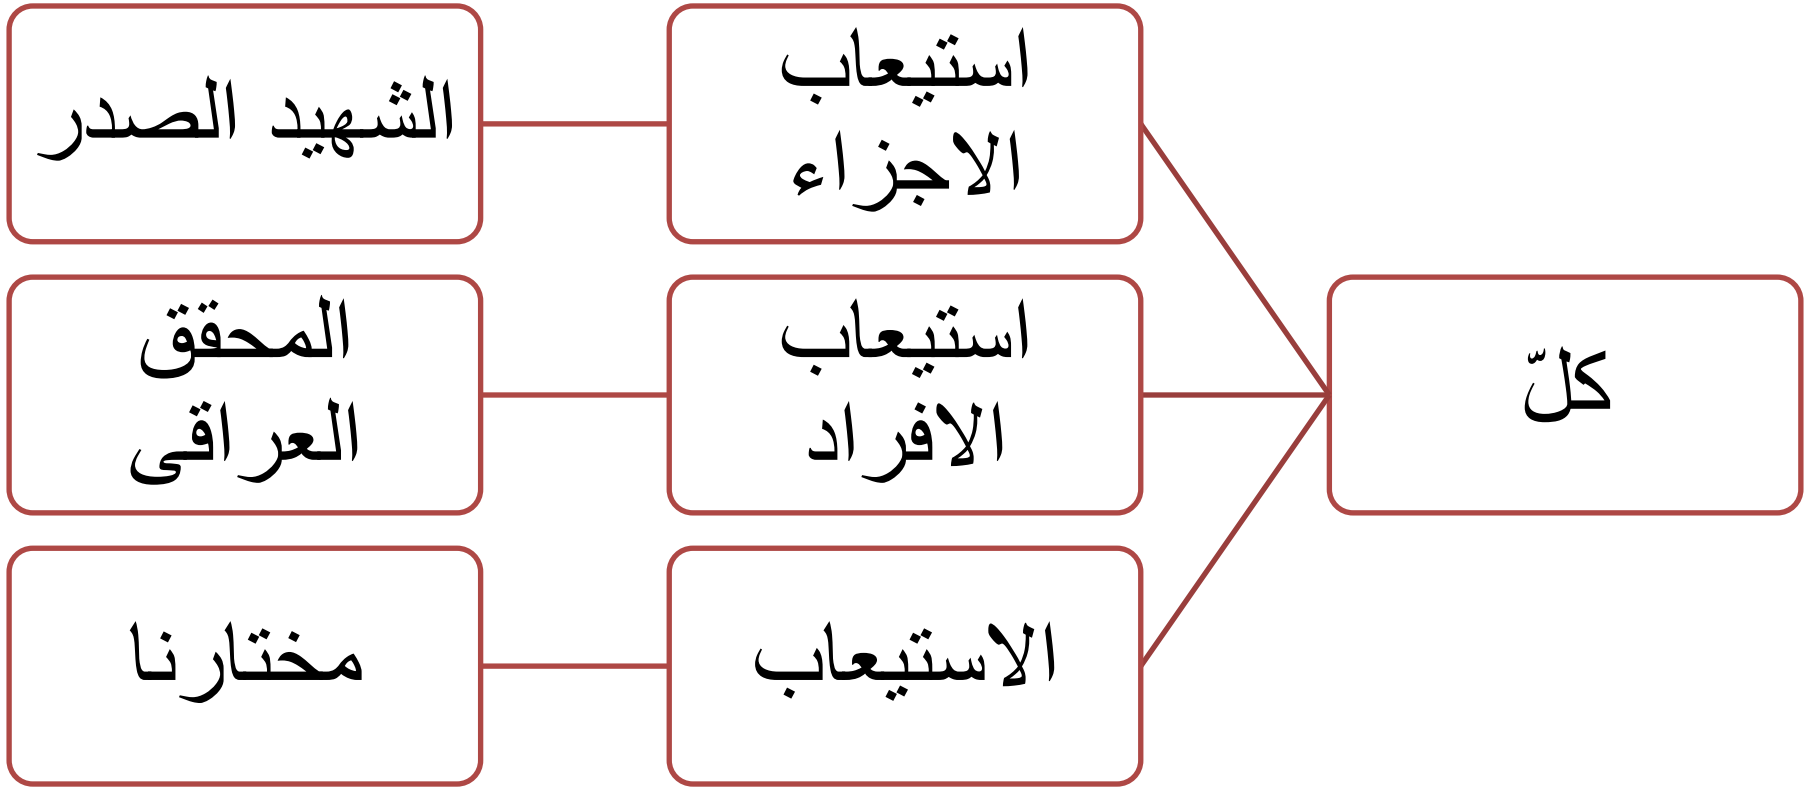 كلّ
استيعاب
الاجزاء
الشهيد الصدر
استيعاب
الافراد
المحقق
العراقى
الاستيعاب
مختارنا